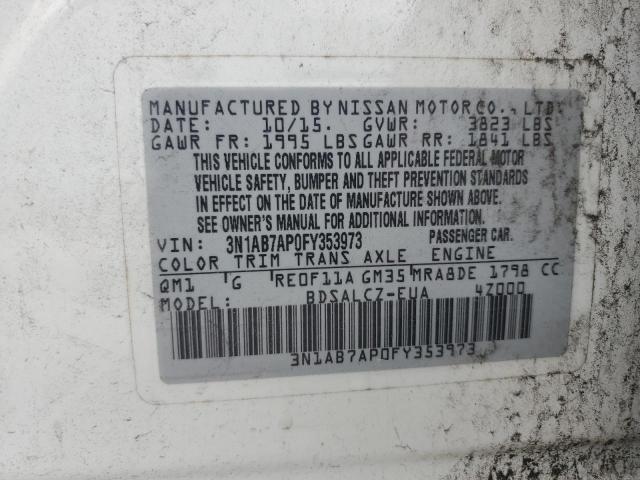 MANUFACTURED BY NISSAN MOTOR CO., LTD.
DATE: 10/15. GVWR: 3823 LBS
GAWR FR: 1995 LBS GAWR RR: 1841 LBS
THIS VEHICLE CONFORMS TO ALL APPLICABLE FEDERAL MOTOR
VEHICLE SAFETY, BUMPER AND THEFT PREVENTION STANDARDS
IN EFFECT ON THE DATE OF MANUFACTURE SHOWN ABOVE.
SEE OWNER'S MANUAL FOR ADDITIONAL INFORMATION.
VIN: 3N1AB7AP0FY353973 PASSENGER CAR.
COLOR TRIM TRANS AXLE ENGINE
QM1 G RE0F11A GM35 MRA8DE 1798 CC
MODEL: BDSALCZ-EUA 4Z000
3N1AB7AP0FY353973